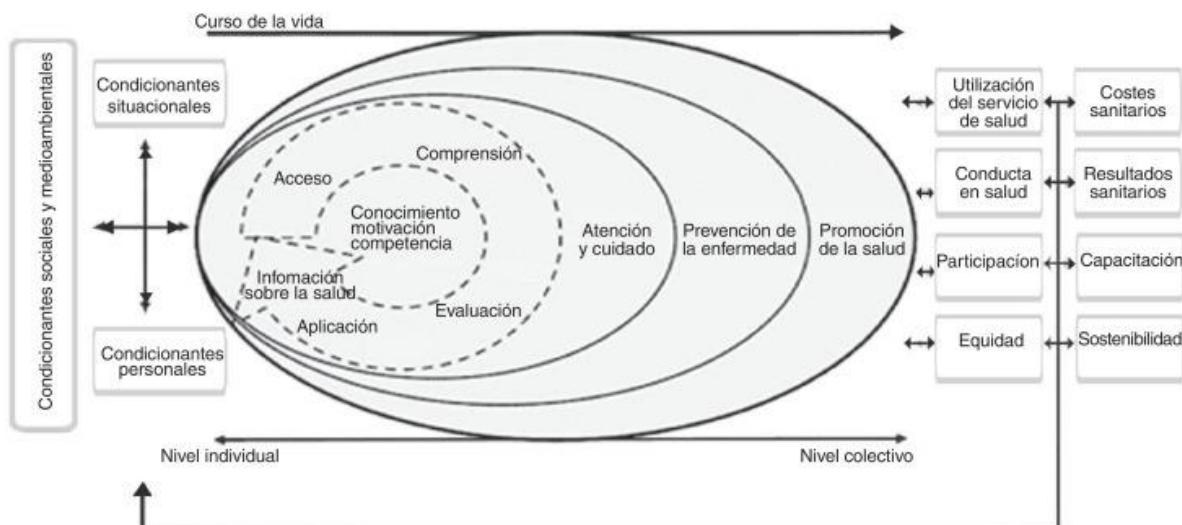 Curso de la vida
Condicionantes sociales y medioambientales
Condicionantes
situacionales
Condicionantes
personales
Acceso
Comprensión
Conocimiento
motivación
competencia
Infomación
sobre la salud
Aplicación
Evaluación
Atención
y cuidado
Prevención de
la enfermedad
Promoción
de la salud
Utilización
del servicio
de salud
Costes
sanitarios
Conducta
en salud
Resultados
sanitarios
Participacíon
Capacitación
Equidad
Sostenibilidad
Nivel individual
Nivel colectivo